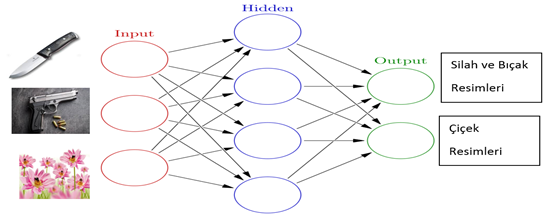 Hidden
Input
Output
Silah ve Bıçak
Resimleri
Çiçek
Resimleri